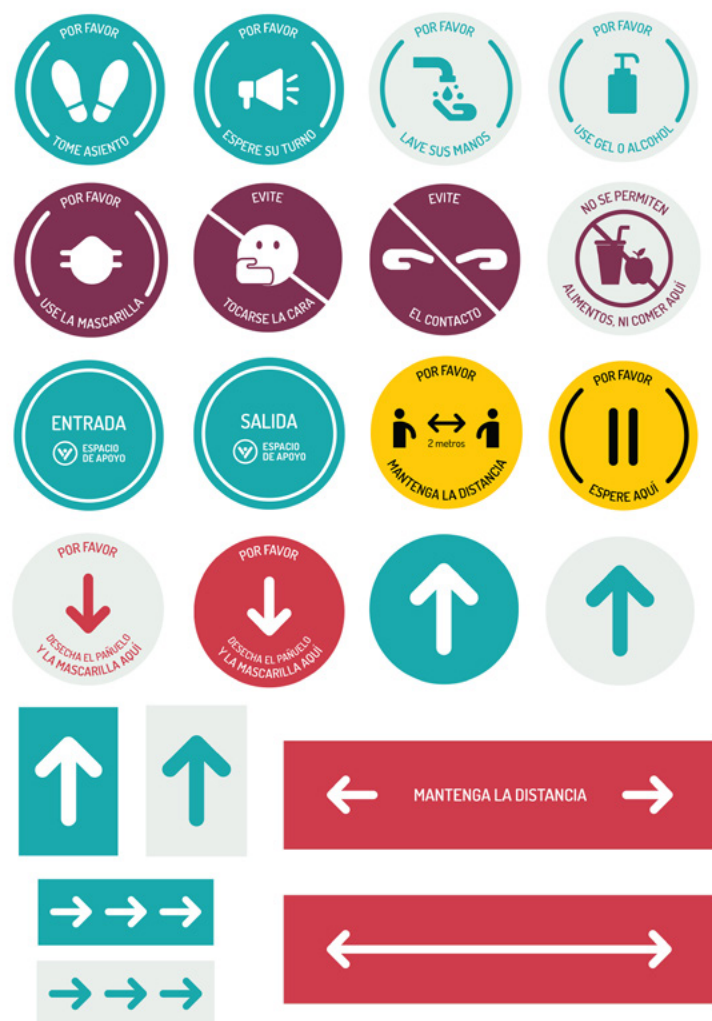 POR FAVOR
TOME ASIENTO
POR FAVOR
ESPERE SU TURNO
POR FAVOR
LAVE SUS MANOS
POR FAVOR
USE GEL O ALCOHOL
POR FAVOR
USE LA MASCARILLA
EVITE
TOCARSE LA CARA
EVITE
EL CONTACTO
NO SE PERMITEN
ALIMENTOS, NI COMER AQUÍ
ENTRADA
ESPACIO
DE APOYO
SALIDA
ESPACIO
DE APOYO
POR FAVOR
2 metros
MANTENGA LA DISTANCIA
POR FAVOR
ESPERE AQUÍ
POR FAVOR
DESECHA EL PAÑUELO
Y LA MASCARILLA AQUÍ
POR FAVOR
DESECHA EL PAÑUELO
Y LA MASCARILLA AQUÍ
MANTENGA LA DISTANCIA